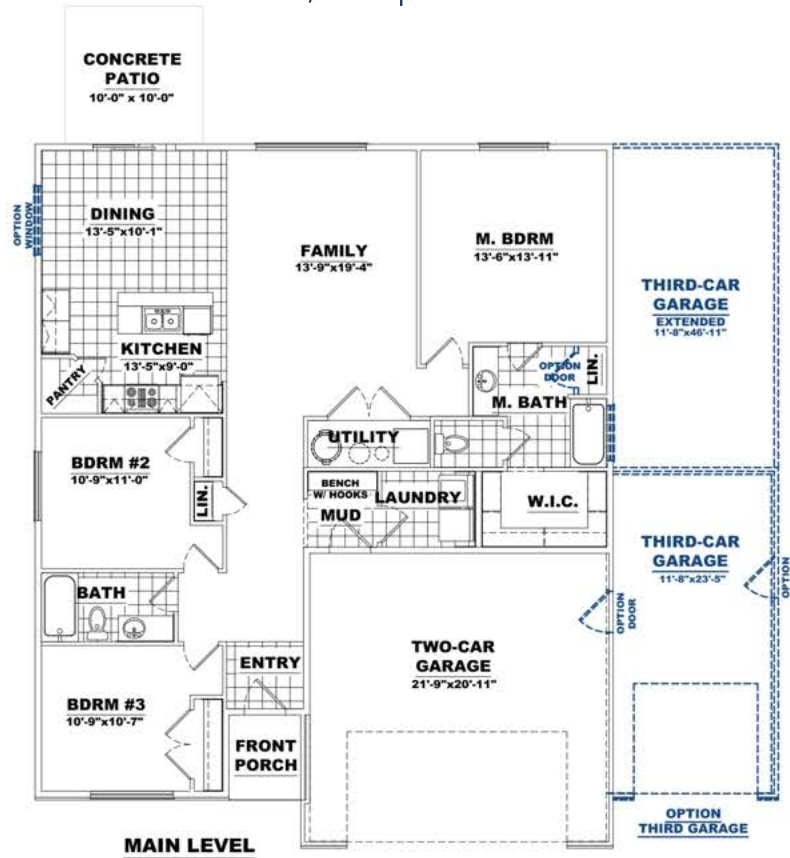 CONCRETE
PATIO
10'-0" x 10'-0"
OPTION
WINDOW
DINING
13'-5"x10'-1"
FAMILY
13'-9"x19'-4"
M. BDRM
13'-6"x13'-11"
THIRD-CAR
GARAGE
EXTENDED
11'-8"x46'-11"
KITCHEN
13'-5"x9'-0"
PANTRY
OPTION
DOOR
LIN.
M. BATH
UTILITY
BDRM #2
10'-9"x11'-0"
LIN.
BENCH
W/ HOOKS
LAUNDRY
MUD
W.I.C.
THIRD-CAR
GARAGE
11'-8"x23'-5"
OPTION
BATH
OPTION
DOOR
TWO-CAR
GARAGE
21'-9"x20'-11"
ENTRY
BDRM #3
10'-9"x10'-7"
FRONT
PORCH
OPTION
THIRD GARAGE
MAIN LEVEL